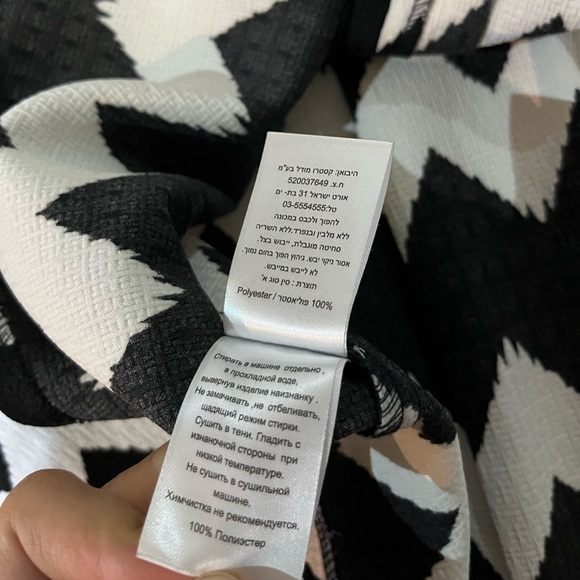 היבואן: קסטרו מודל בע"מ
ח.צ. 520037649
אורט ישראל 31 בת- ים
טל:03-5554555
להפוך ולכבס במכונה
ללא מלבין ובנפרד.ללא השריה
סחיטה מוגבלת, ייבוש בצל.
אסור ניקוי יבש. גיהוץ הפוך בחום נמוך.
לא לייבש במייבש.
תוצרת : סין סוג א'
100% פוליאסטר / Polyester
Стирать в машине отдельно ,
в прохладной воде,
вывернув изделие наизнанку .
Не замачивать ,не отбеливать,
щадящий режим стирки.
Сушить в тени. Гладить с
изнаночной стороны при
низкой температуре.
Не сушить в сушильной
машине.
Химчистка не рекомендуется.
100% Полиэстер